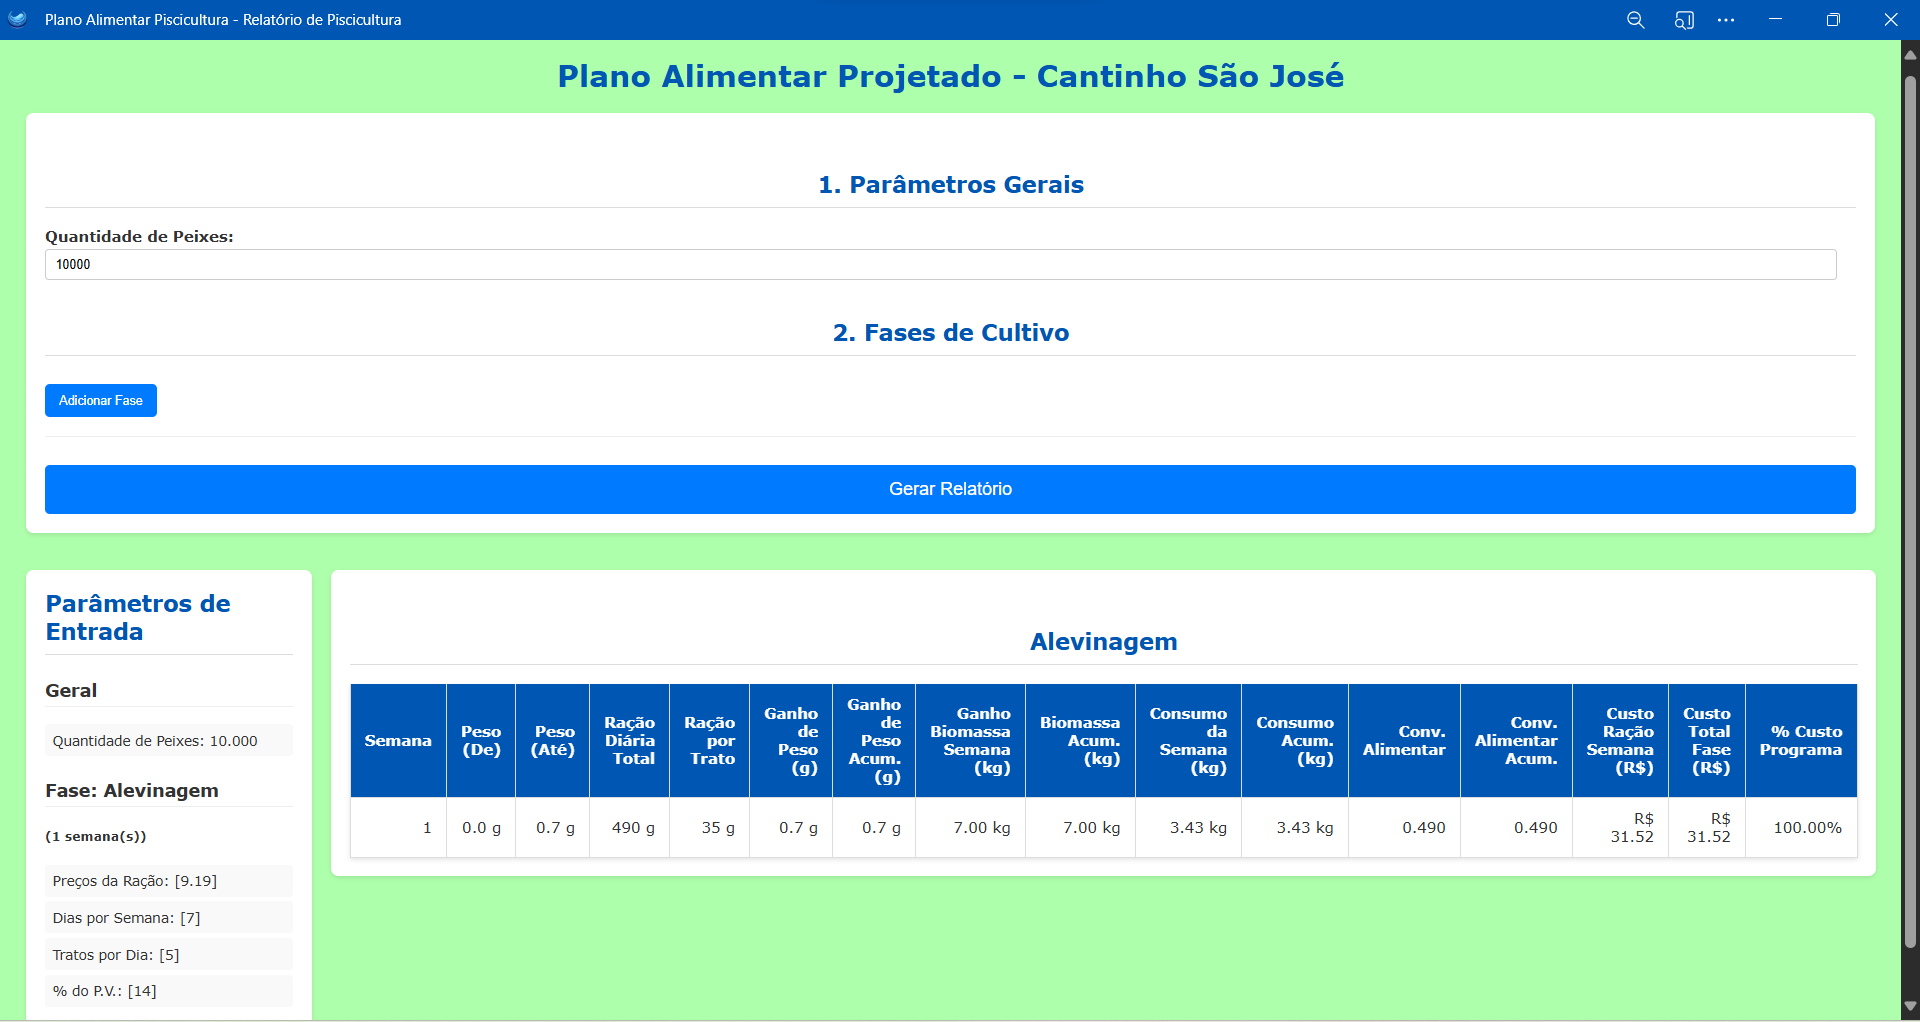 Plano Alimentar Piscicultura - Relatório de Piscicultura
Plano Alimentar Projetado - Cantinho São José
1. Parâmetros Gerais
Quantidade de Peixes:
10000
2. Fases de Cultivo
Adicionar Fase
Gerar Relatório
Parâmetros de
Entrada
Geral
Quantidade de Peixes: 10.000
Fase: Alevinagem
(1 semana(s))
Preços da Ração: [9.19]
Dias por Semana: [7]
Tratos por Dia: [5]
% do P.V.: [14]
Alevinagem
Semana
Peso
(De)
Peso
(Até)
Ração
Diária
Total
Ração
por
Trato
Ganho
de
Peso
(g)
Ganho
de
Peso
Acum.
(g)
Ganho
Biomassa
Semana
(kg)
Biomassa
Acum.
(kg)
Consumo
da
Semana
(kg)
Consumo
Acum.
(kg)
Conv.
Alimentar
Conv.
Alimentar
Acum.
Custo
Ração
Semana
(R$)
Custo
Total
Fase
(R$)
% Custo
Programa
1
0.0 g
0.7 g
490 g
35 g
0.7 g
0.7 g
7.00 kg
7.00 kg
3.43 kg
3.43 kg
0.490
0.490
R$
31.52
R$
31.52
100.00%